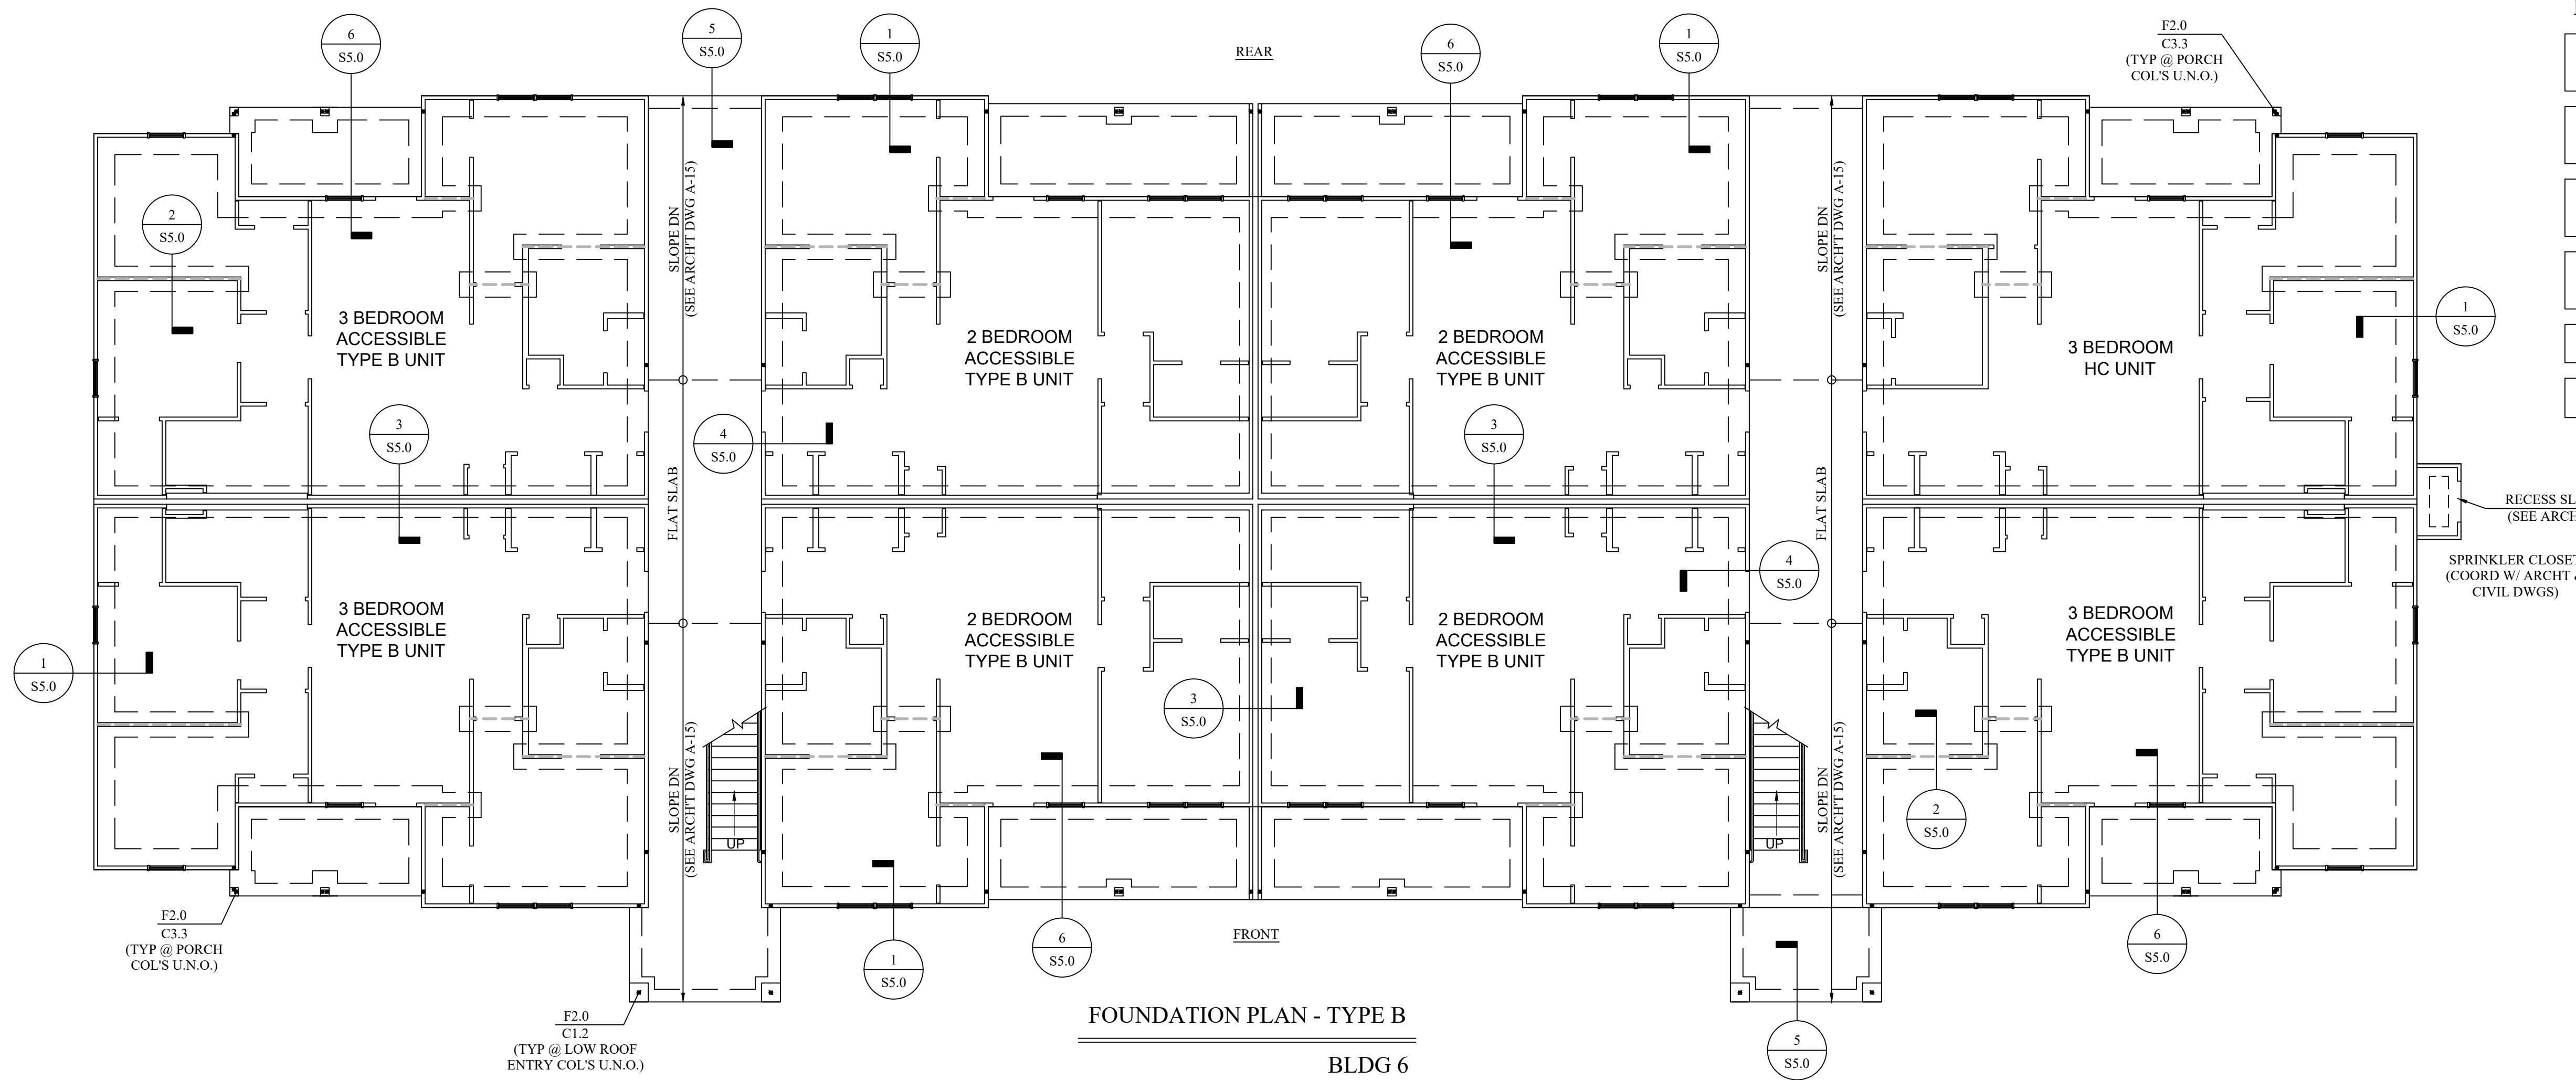 6
S5.0
5
S5.0
1
S5.0
REAR
6
S5.0
1
S5.0
F2.0
C3.3
(TYP @ PORCH
COL'S U.N.O.)
2
S5.0
SLOPE DN
(SEE ARCH'T DWG A-15)
SLOPE DN
(SEE ARCH'T DWG A-15)
3 BEDROOM
ACCESSIBLE
TYPE B UNIT
2 BEDROOM
ACCESSIBLE
TYPE B UNIT
2 BEDROOM
ACCESSIBLE
TYPE B UNIT
3 BEDROOM
HC UNIT
1
S5.0
3
S5.0
4
S5.0
3
S5.0
FLAT SLAB
FLAT SLAB
RECESS SL
(SEE ARCH
SPRINKLER CLOSET
(COORD W/ ARCHT
CIVIL DWGS)
4
S5.0
3 BEDROOM
ACCESSIBLE
TYPE B UNIT
2 BEDROOM
ACCESSIBLE
TYPE B UNIT
2 BEDROOM
ACCESSIBLE
TYPE B UNIT
3 BEDROOM
ACCESSIBLE
TYPE B UNIT
1
S5.0
3
S5.0
SLOPE DN
(SEE ARCH'T DWG A-15)
UP
SLOPE DN
(SEE ARCH'T DWG A-15)
UP
2
S5.0
F2.0
C3.3
(TYP @ PORCH
COL'S U.N.O.)
1
S5.0
6
S5.0
FRONT
6
S5.0
F2.0
C1.2
(TYP @ LOW ROOF
ENTRY COL'S U.N.O.)
FOUNDATION PLAN - TYPE B
BLDG 6
5
S5.0